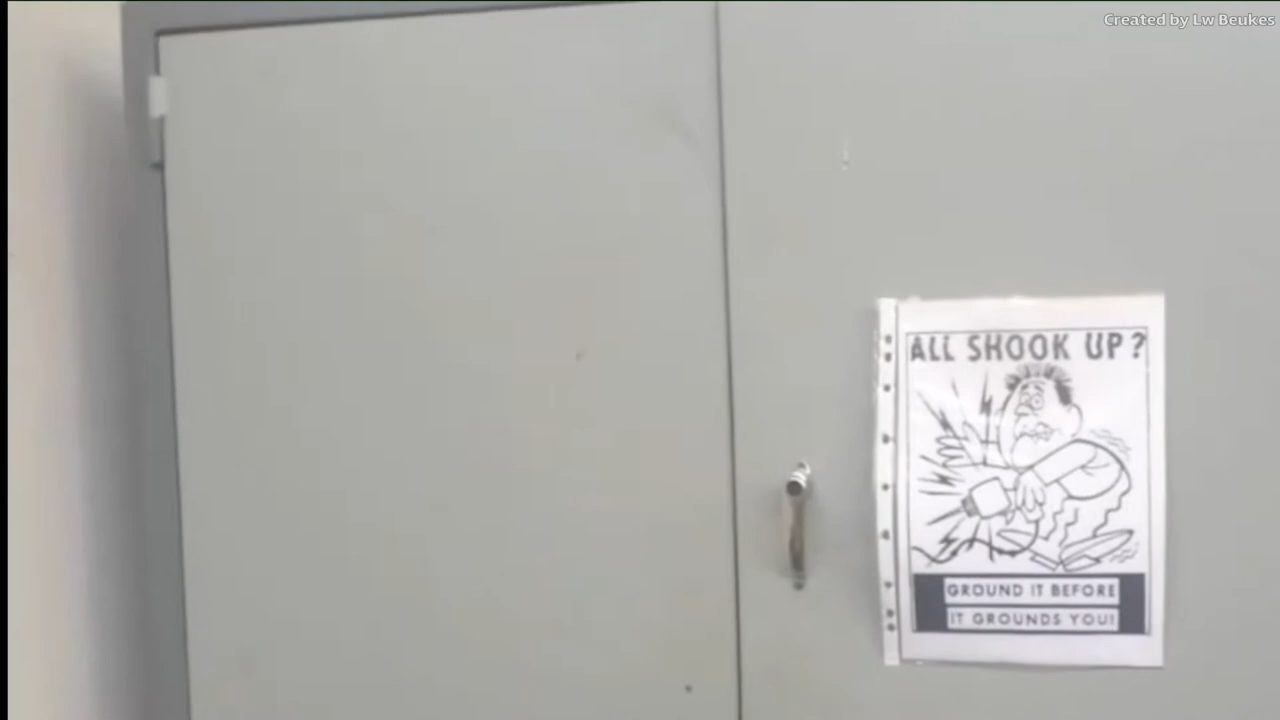 Created by Lw Beukes
ALL SHOOK UP?
GROUND IT BEFORE
IT GROUNDS YOU!